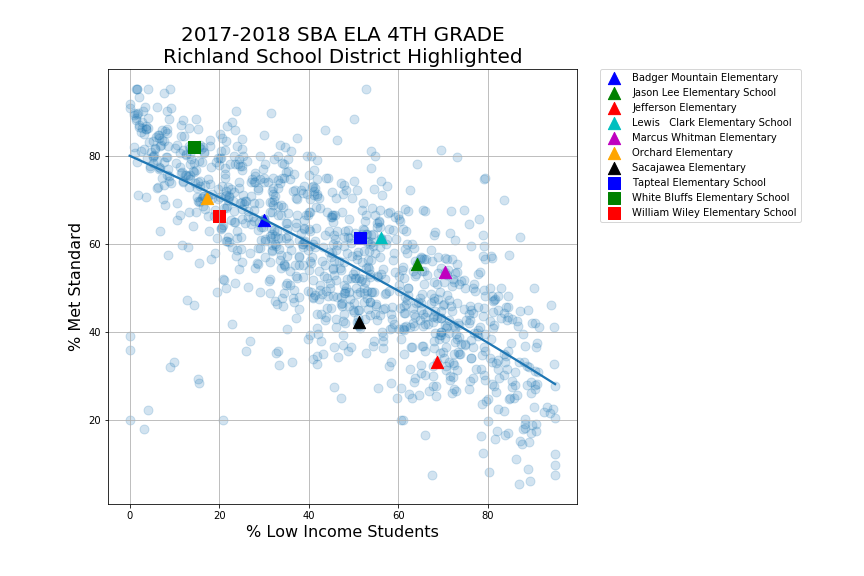 2017-2018 SBA ELA 4TH GRADE
Richland School District Highlighted
% Met Standard
80
60
40
20
0
20
40
60
80
% Low Income Students
Badger Mountain Elementary
Jason Lee Elementary School
Jefferson Elementary
Lewis   Clark Elementary School
Marcus Whitman Elementary
Orchard Elementary
Sacajawea Elementary
Tapteal Elementary School
White Bluffs Elementary School
William Wiley Elementary School